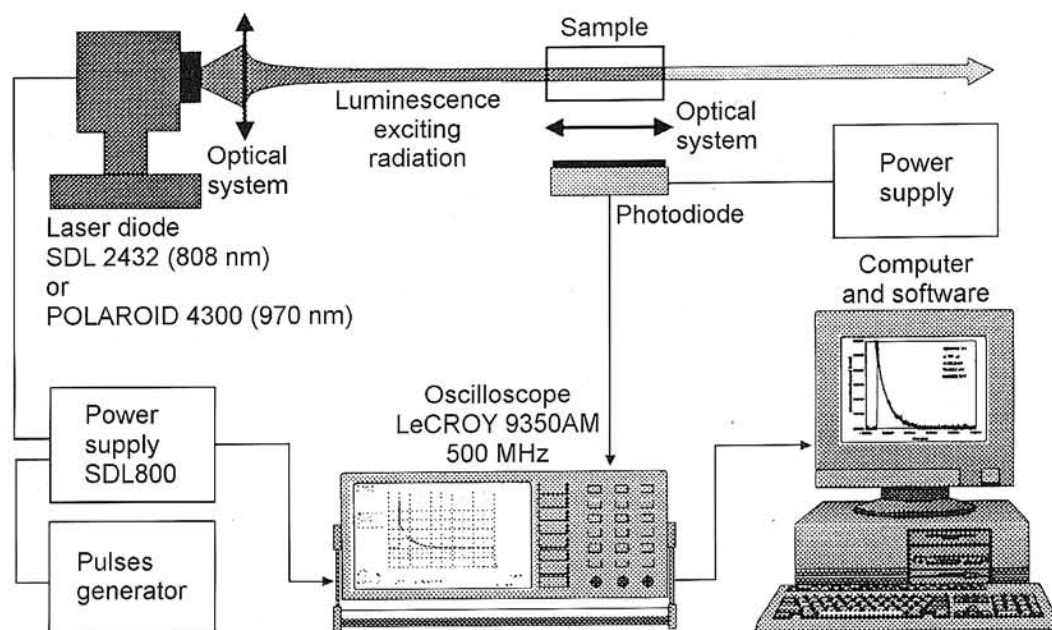 Sample
Luminescence
exciting
radiation
Optical
system
Optical
system
Power
supply
Photodiode
Laser diode
SDL 2432 (808 nm)
or
POLAROID 4300 (970 nm)
Computer
and software
Oscilloscope
LeCROY 9350AM
500 MHz
Power
supply
SDL800
Pulses
generator